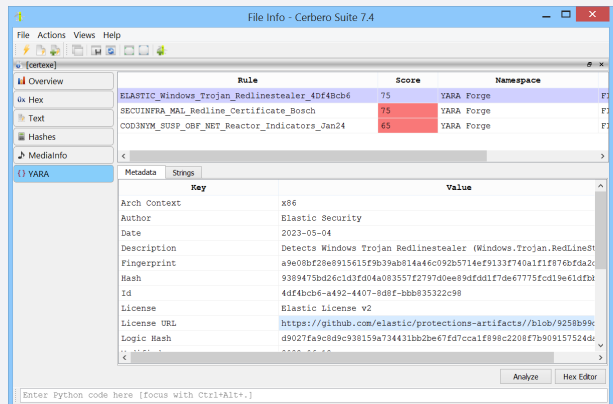 File Info - Cerbero Suite 7.4
File Actions Views Help
[certexe]
Overview
Hex
Text
Hashes
MediaInfo
YARA
Rule Score Namespace
ELASTIC_Windows_Trojan_Redlinestealer_4Df4Bcb6 75 YARA Forge
SECUINFRA_MAL_Redline_Certificate_Bosch 75 YARA Forge
COD3NYM_SUSP_OBF_NET_Reactor_Indicators_Jan24 65 YARA Forge
Metadata Strings
Key Value
Arch Context x86
Author Elastic Security
Date 2023-05-04
Description Detects Windows Trojan Redlinestealer (Windows.Trojan.RedLineSt
Fingerprint
Hash
Id 4df4bcb6-a492-4407-8d8f-bbb835322c98
License Elastic License v2
License URL https://github.com/elastic/protections-artifacts//blob/9258b99c
Logic Hash
Analyze Hex Editor
Enter Python code here [focus with Ctrl+Alt+.]